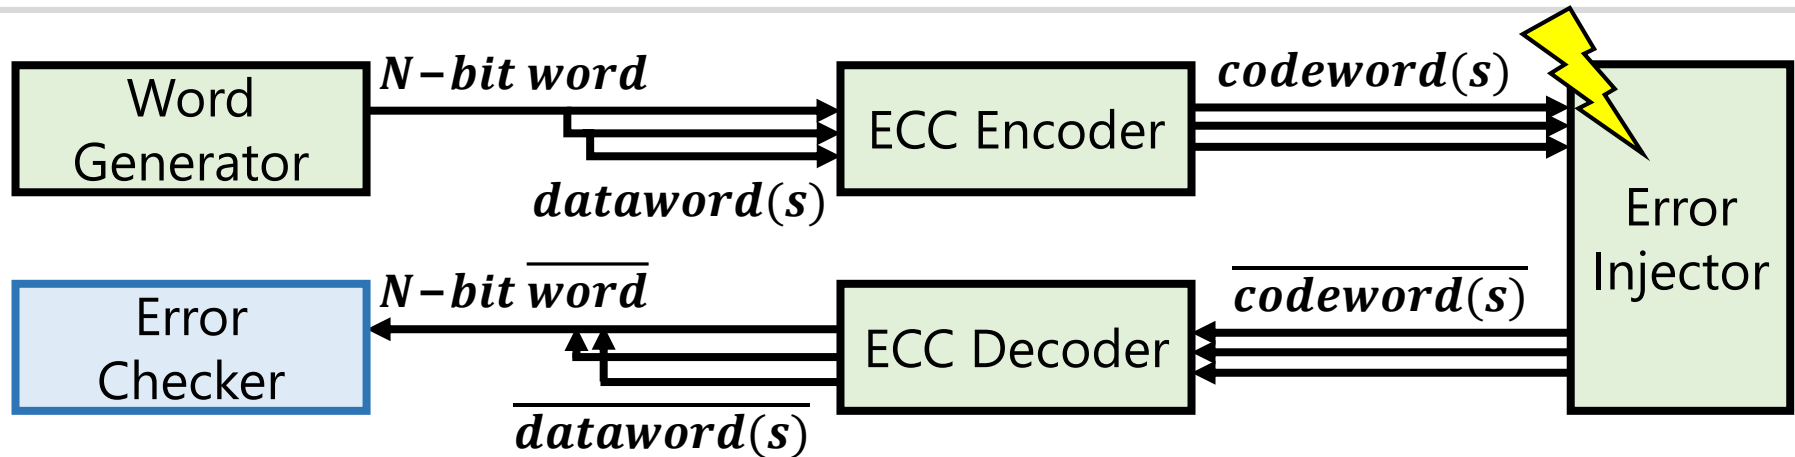 Word
Generator
N-bit word
dataword(s)
ECC Encoder
codeword(s)
Error
Injector
codeword(s)
ECC Decoder
N-bit word
dataword(s)
Error
Checker